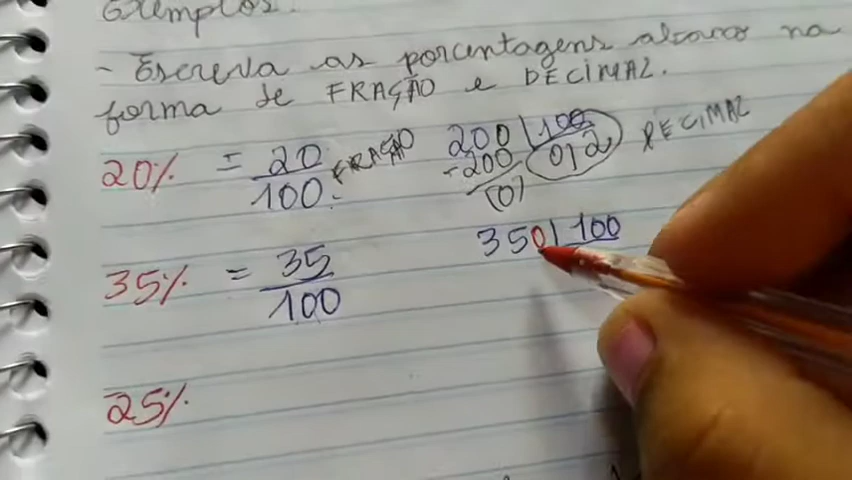 Exemplos.
- Escreva as porcentagens abaixo na
forma de FRAÇÃO e DECIMAL.
20% = 20/100 FRAÇÃO 200 | 100 DECIMAL
-200 0,2
(0)
35% = 35/100 350 | 100
25%